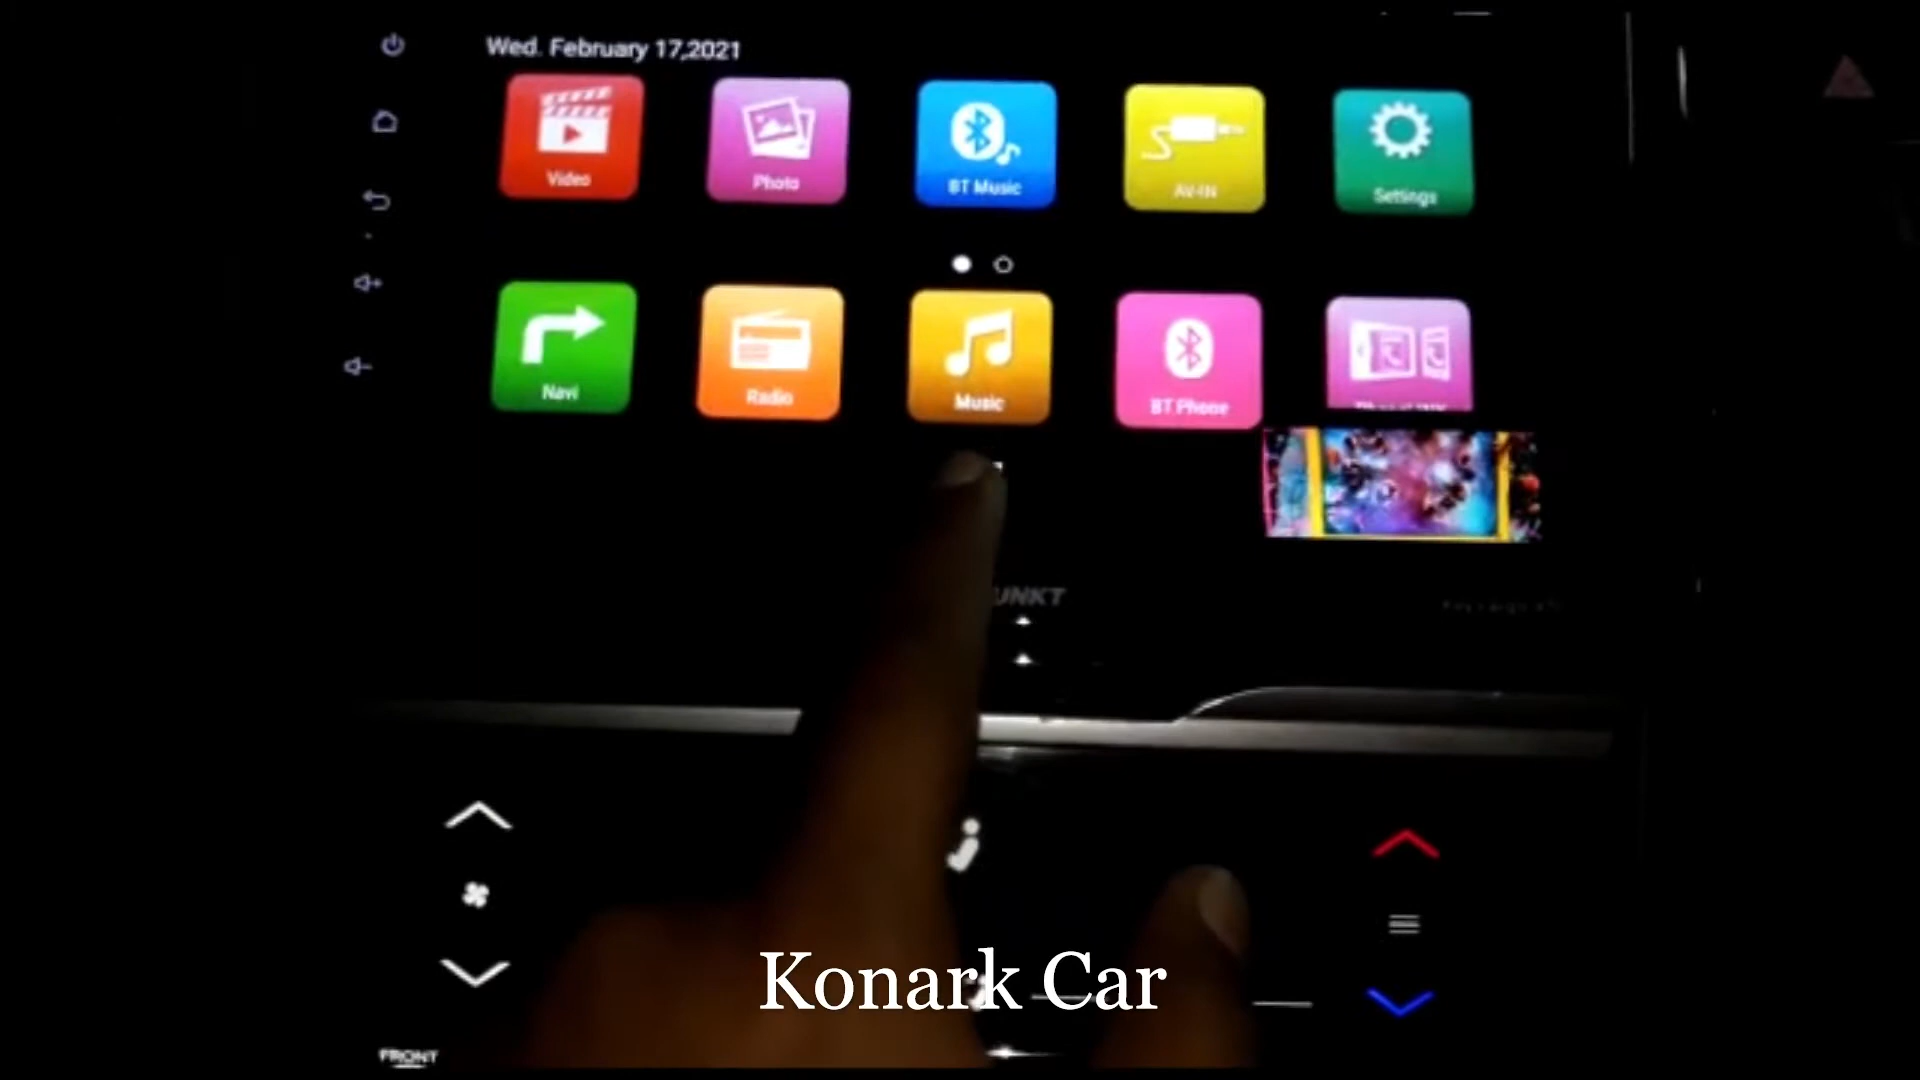 Wed. February 17,2021
Video
Photo
BT Music
AV-IN
Settings
Navi
Radio
Music
BT Phone
UNKT
Konark Car
FRONT